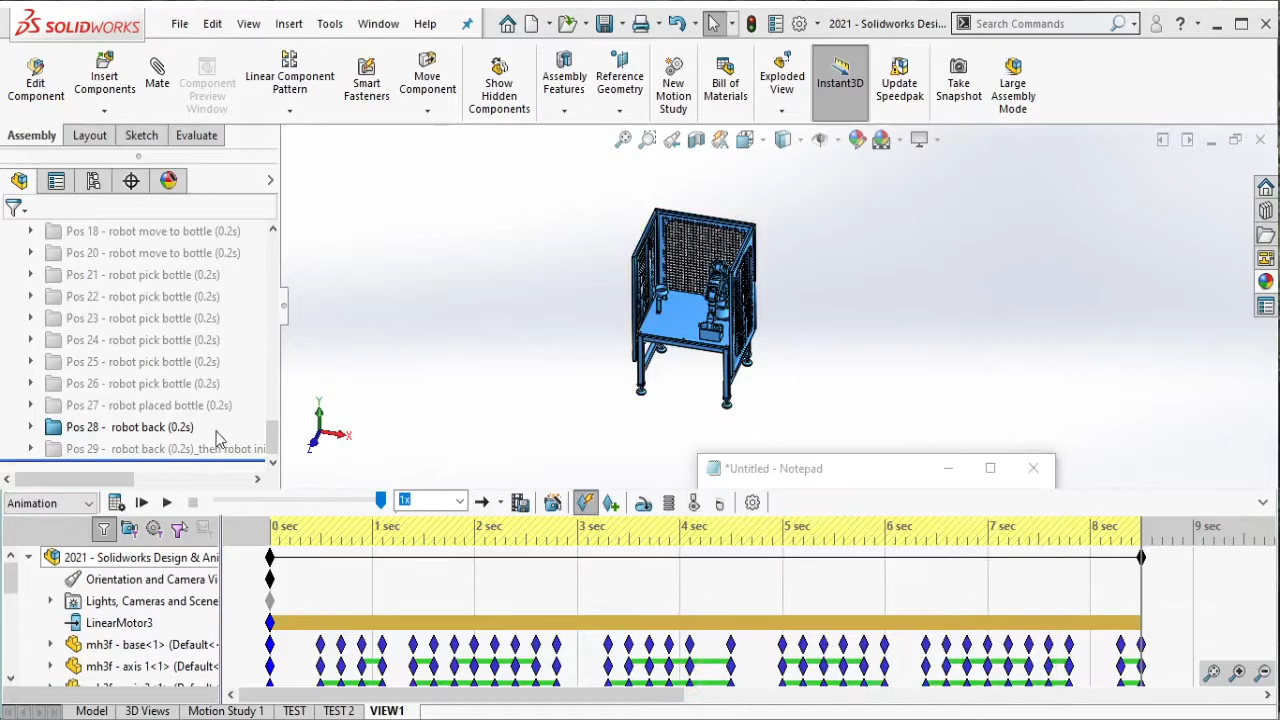 SOLIDWORKS File Edit View Insert Tools Window Help 2021 - Solidworks Desi... Search Commands
Edit Component
Insert Components
Mate
Component Preview Window
Linear Component Pattern
Smart Fasteners
Move Component
Show Hidden Components
Assembly Features
Reference Geometry
New Motion Study
Bill of Materials
Exploded View
Instant3D
Update Speedpak
Take Snapshot
Large Assembly Mode
Assembly Layout Sketch Evaluate
Pos 18 - robot move to bottle (0.2s)
Pos 20 - robot move to bottle (0.2s)
Pos 21 - robot pick bottle (0.2s)
Pos 22 - robot pick bottle (0.2s)
Pos 23 - robot pick bottle (0.2s)
Pos 24 - robot pick bottle (0.2s)
Pos 25 - robot pick bottle (0.2s)
Pos 26 - robot pick bottle (0.2s)
Pos 27 - robot placed bottle (0.2s)
Pos 28 - robot back (0.2s)
Pos 29 - robot back (0.2s)_then robot ini
Y
X
Z
*Untitled - Notepad
Animation 1x
0 sec 1 sec 2 sec 3 sec 4 sec 5 sec 6 sec 7 sec 8 sec 9 sec
2021 - Solidworks Design & Ani
Orientation and Camera Vi
Lights, Cameras and Scene
LinearMotor3
mh3f - base<1> (Default<
mh3f - axis 1<1> (Default<
Model 3D Views Motion Study 1 TEST TEST 2 VIEW1